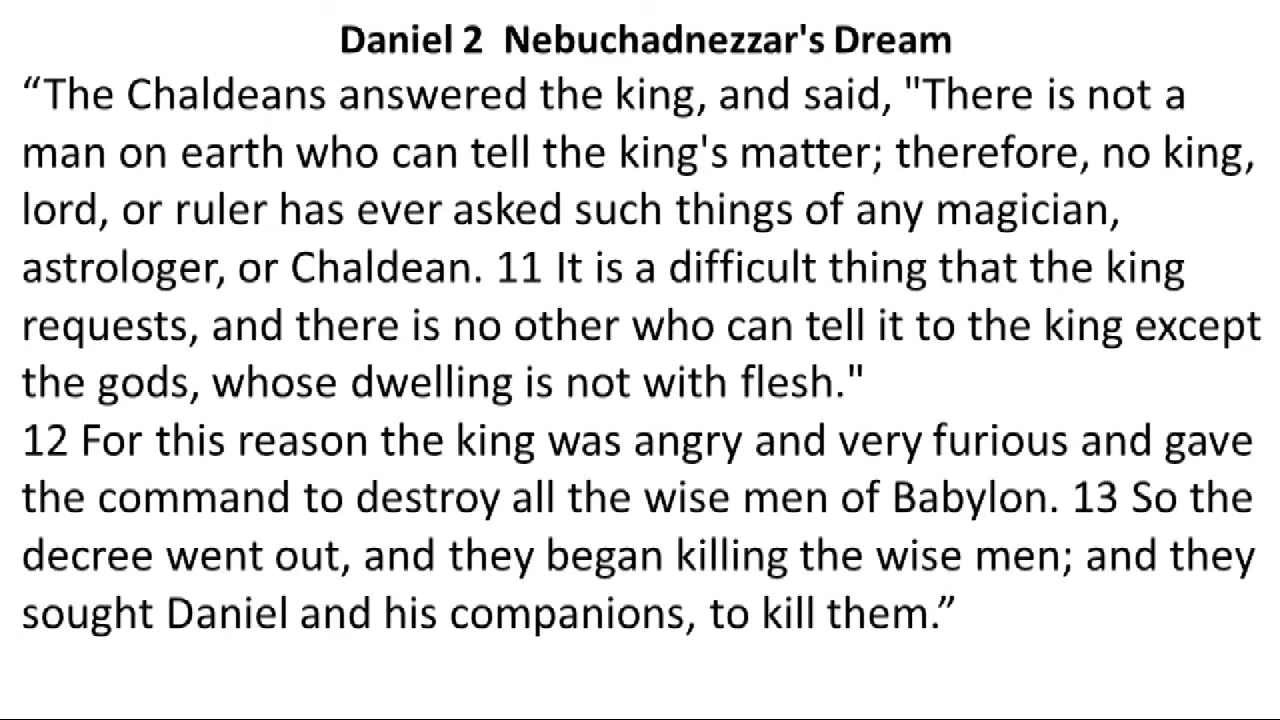 Daniel 2  Nebuchadnezzar's Dream
“The Chaldeans answered the king, and said, "There is not a
man on earth who can tell the king's matter; therefore, no king,
lord, or ruler has ever asked such things of any magician,
astrologer, or Chaldean. 11 It is a difficult thing that the king
requests, and there is no other who can tell it to the king except
the gods, whose dwelling is not with flesh."
12 For this reason the king was angry and very furious and gave
the command to destroy all the wise men of Babylon. 13 So the
decree went out, and they began killing the wise men; and they
sought Daniel and his companions, to kill them.”